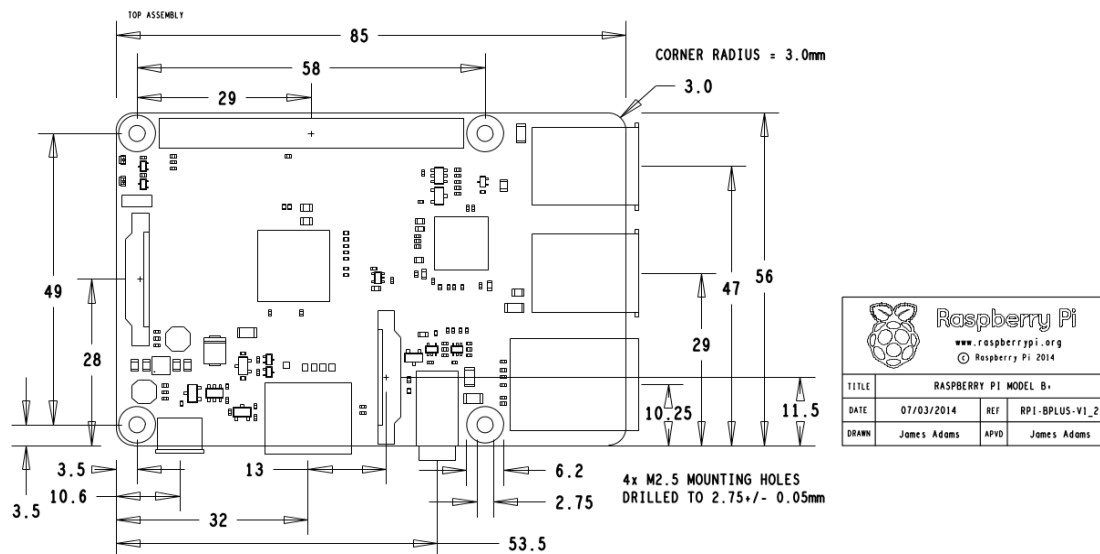 TOP ASSEMBLY
85
CORNER RADIUS = 3.0mm
58
3.0
29
49
28
56
47
29
10.25
11.5
3.5
13
6.2
10.6
2.75
3.5
32
53.5
4x M2.5 MOUNTING HOLES
DRILLED TO 2.75+/- 0.05mm
Raspberry Pi
www.raspberrypi.org
© Raspberry Pi 2014
TITLE RASPBERRY PI MODEL B+
DATE 07/03/2014 REF RPI-BPLUS-V1_2
DRAWN James Adams APVD James Adams